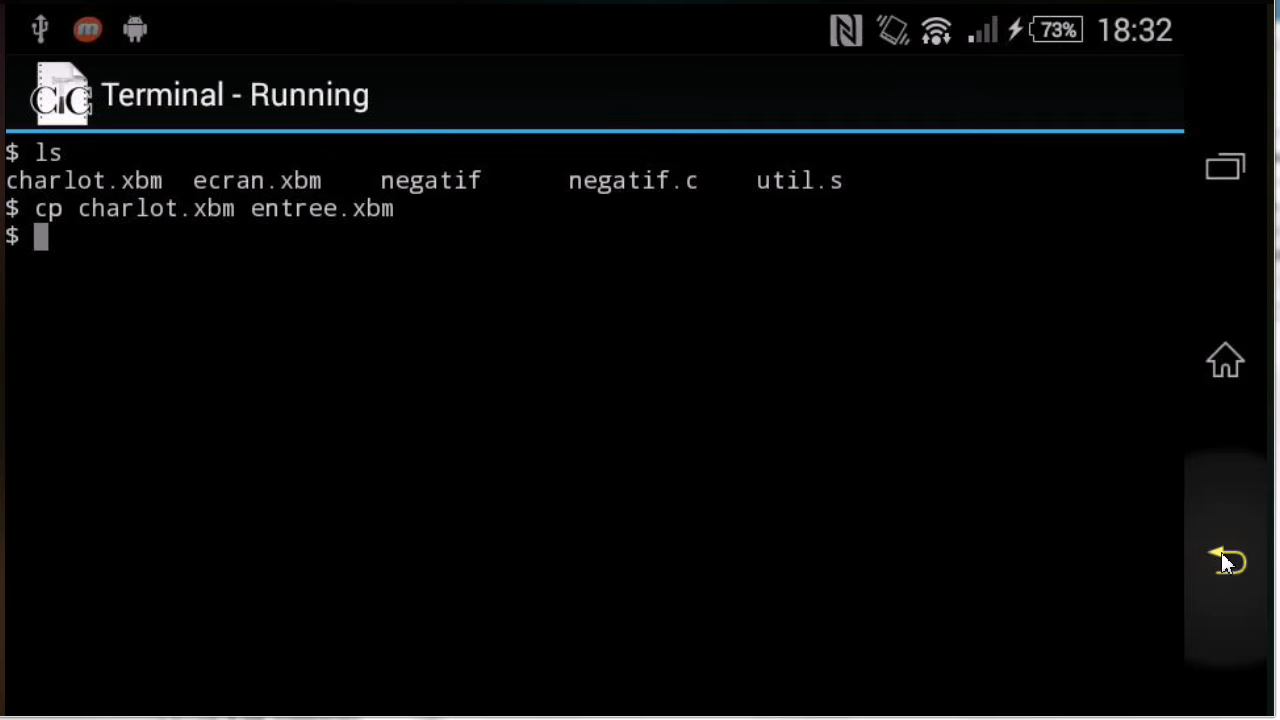 73% 18:32
Terminal - Running
$ ls
charlot.xbm ecran.xbm negatif negatif.c util.s
$ cp charlot.xbm entree.xbm
$